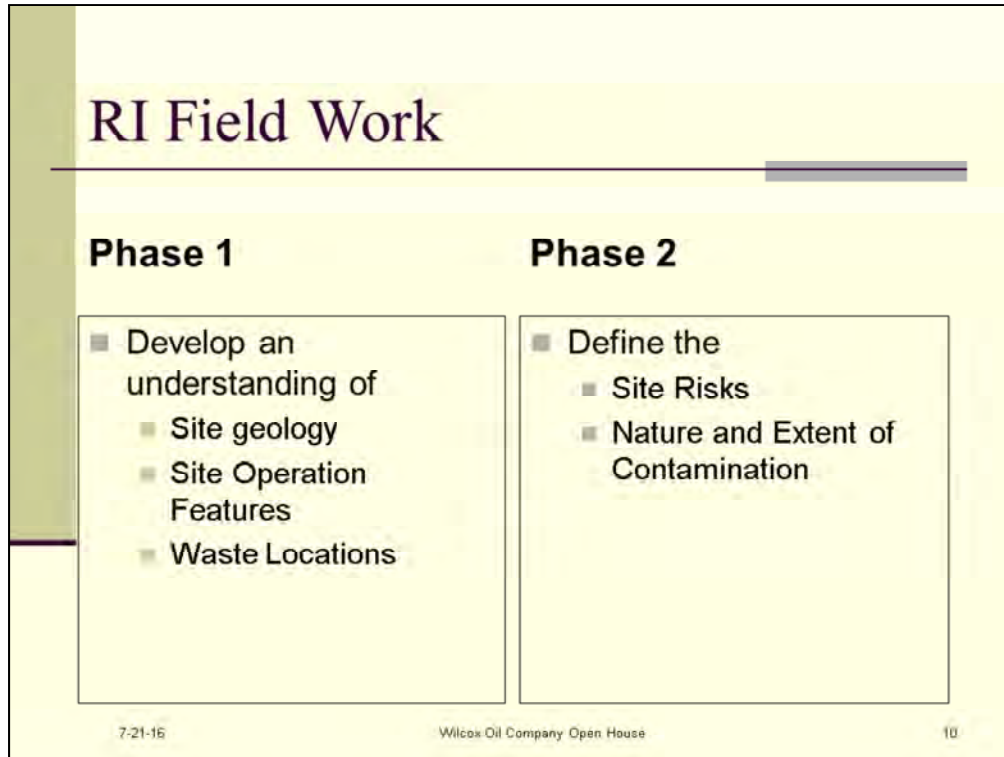 RI Field Work
Phase 1
Develop an
understanding of
Site geology
Site Operation
Features
Waste Locations
Phase 2
Define the
Site Risks
Nature and Extent of
Contamination
7-21-16
Wilcox Oil Company Open House
10